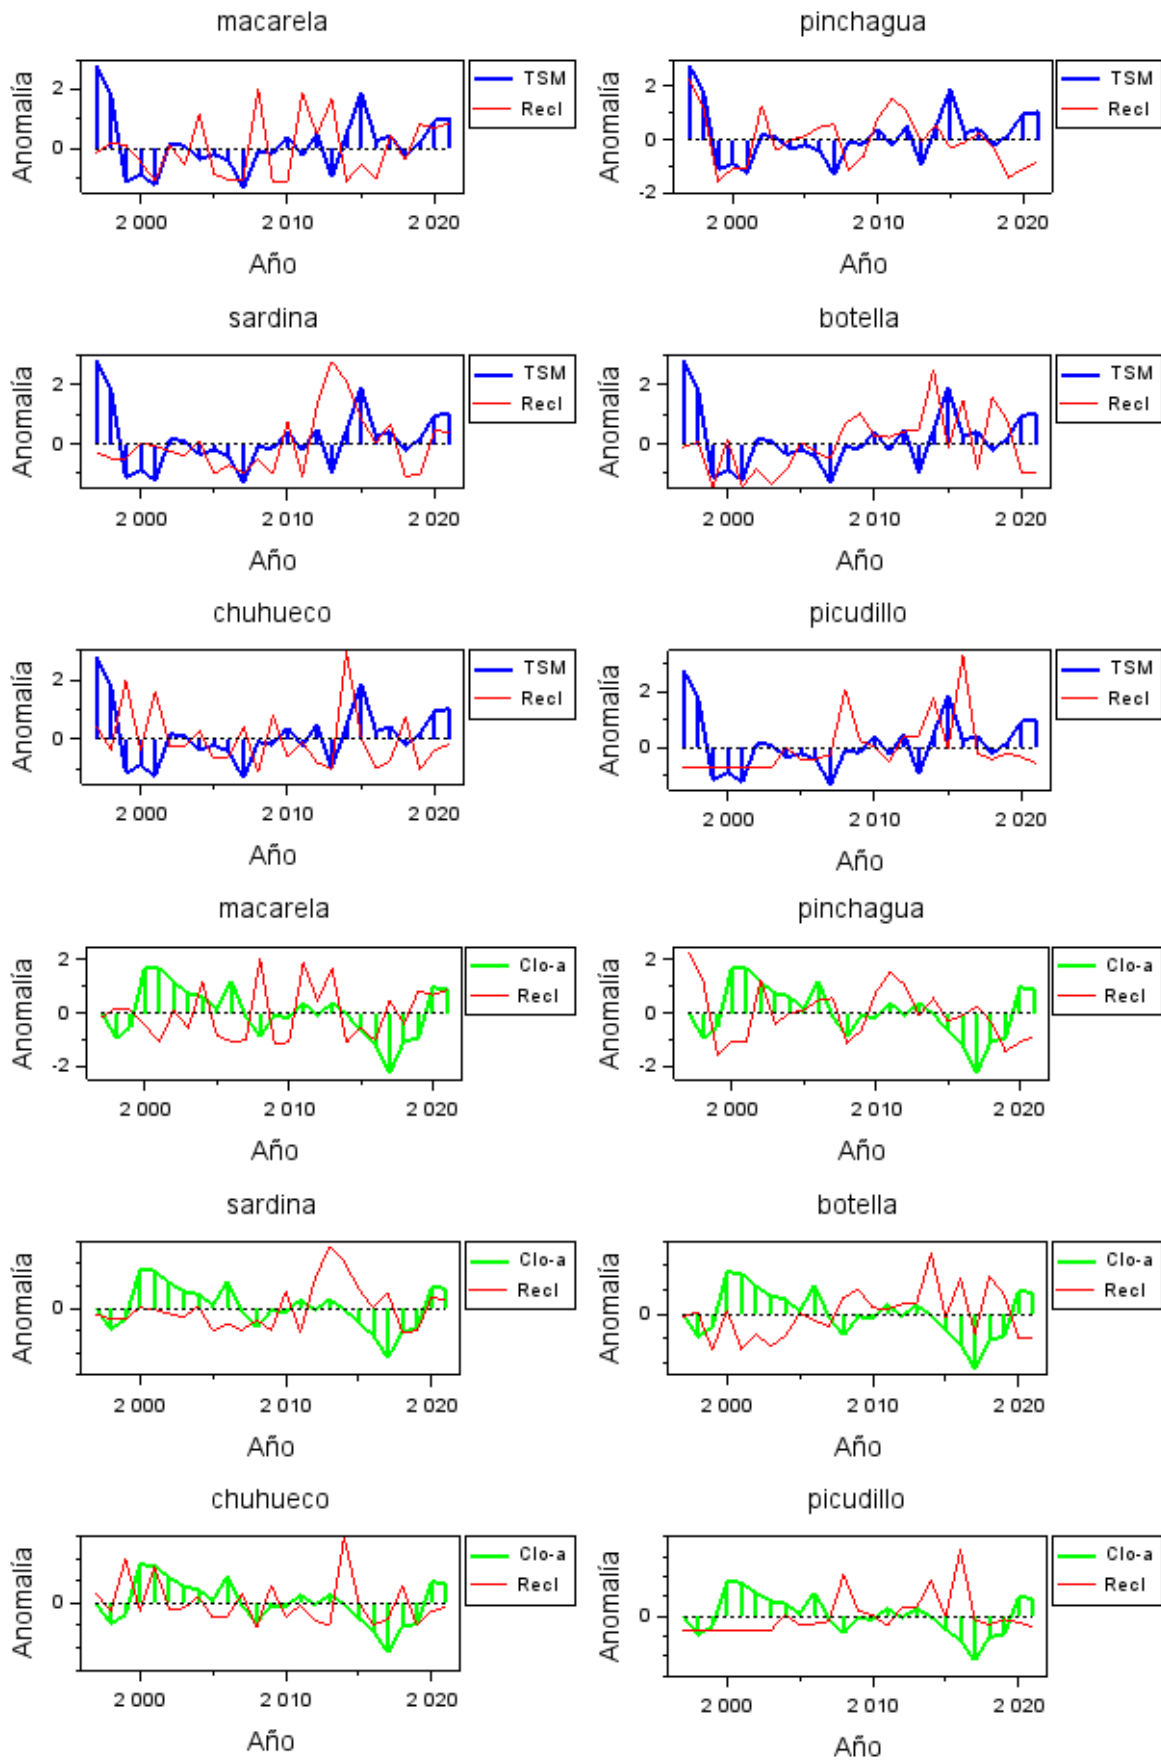 macarela
Anomalía
2
0
TSM
Recl
2 000
2 010
2 020
Año
pinchagua
Anomalía
2
0
-2
TSM
Recl
2 000
2 010
2 020
Año
sardina
Anomalía
2
0
TSM
Recl
2 000
2 010
2 020
Año
botella
Anomalía
2
0
TSM
Recl
2 000
2 010
2 020
Año
chuhueco
Anomalía
2
0
TSM
Recl
2 000
2 010
2 020
Año
picudillo
Anomalía
2
0
TSM
Recl
2 000
2 010
2 020
Año
macarela
Anomalía
2
0
-2
Clo-a
Recl
2 000
2 010
2 020
Año
pinchagua
Anomalía
2
0
-2
Clo-a
Recl
2 000
2 010
2 020
Año
sardina
Anomalía
0
Clo-a
Recl
2 000
2 010
2 020
Año
botella
Anomalía
0
Clo-a
Recl
2 000
2 010
2 020
Año
chuhueco
Anomalía
0
Clo-a
Recl
2 000
2 010
2 020
Año
picudillo
Anomalía
0
Clo-a
Recl
2 000
2 010
2 020
Año